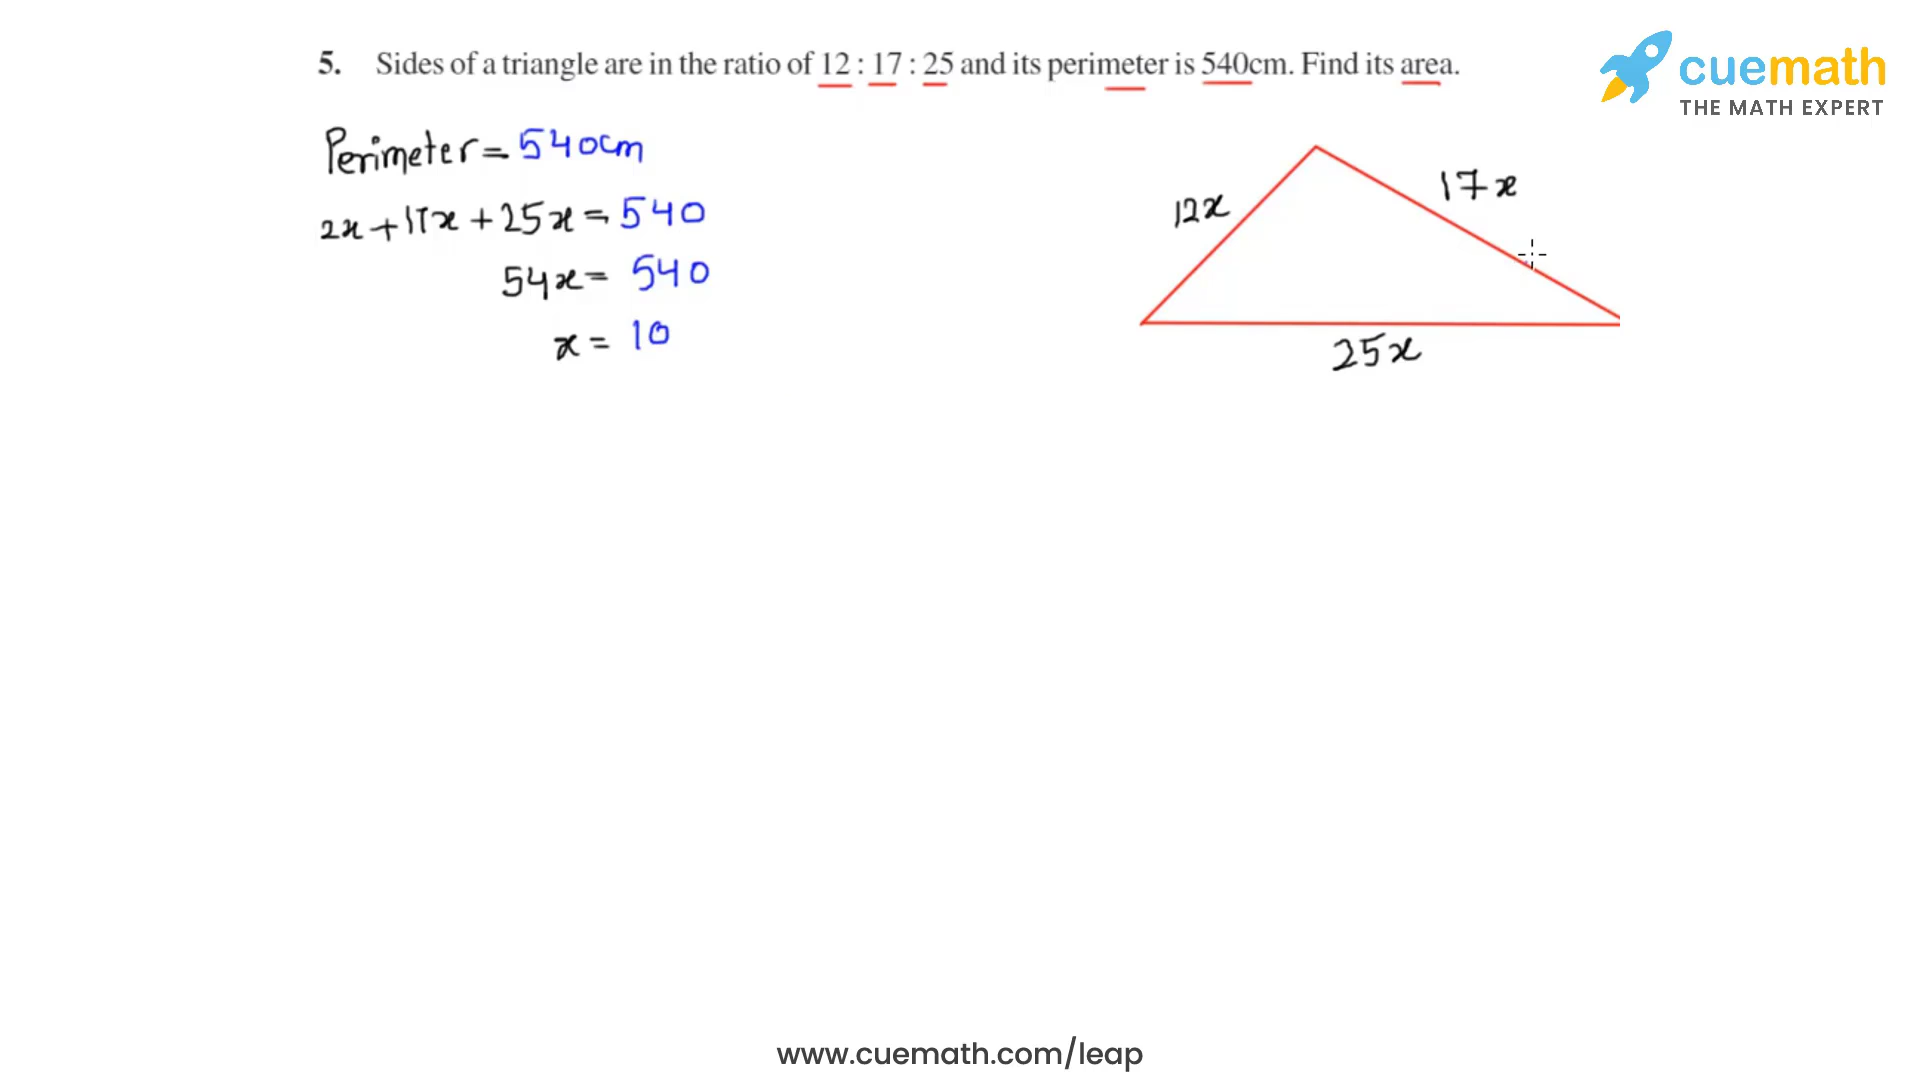 5. Sides of a triangle are in the ratio of 12 : 17 : 25 and its perimeter is 540cm. Find its area.
cuemath
THE MATH EXPERT
Perimeter = 540cm
2x + 17x + 25x = 540
54x = 540
x = 10
12x
17x
25x
www.cuemath.com/leap